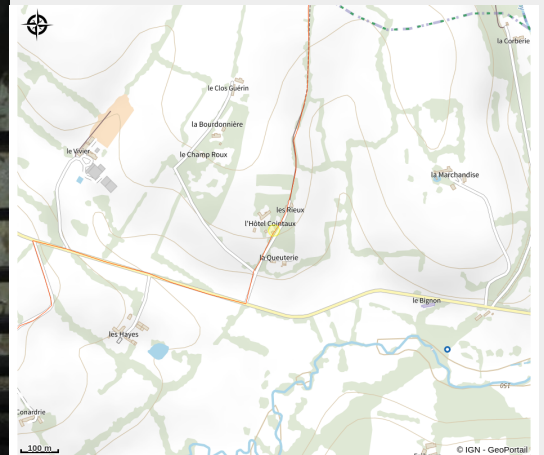 la Corberie
le Clos Guérin
la Bourdonnière
le Vivier
le Champ Roux
la Marchandise
les Rieux
l'Hôtel Cointaux
la Queuterie
le Bignon
les Hayes
150
Conardrie
100 m
© IGN - GeoPortail